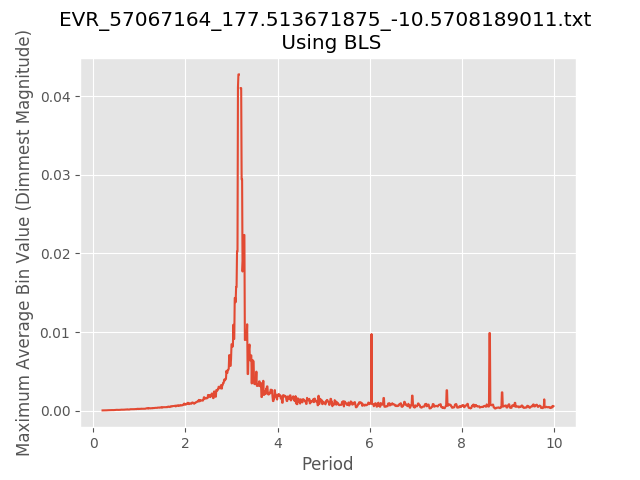 EVR_57067164_177.513671875_-10.5708189011.txt
Using BLS
Maximum Average Bin Value (Dimmest Magnitude)
0.04
0.03
0.02
0.01
0.00
0
2
4
6
8
10
Period